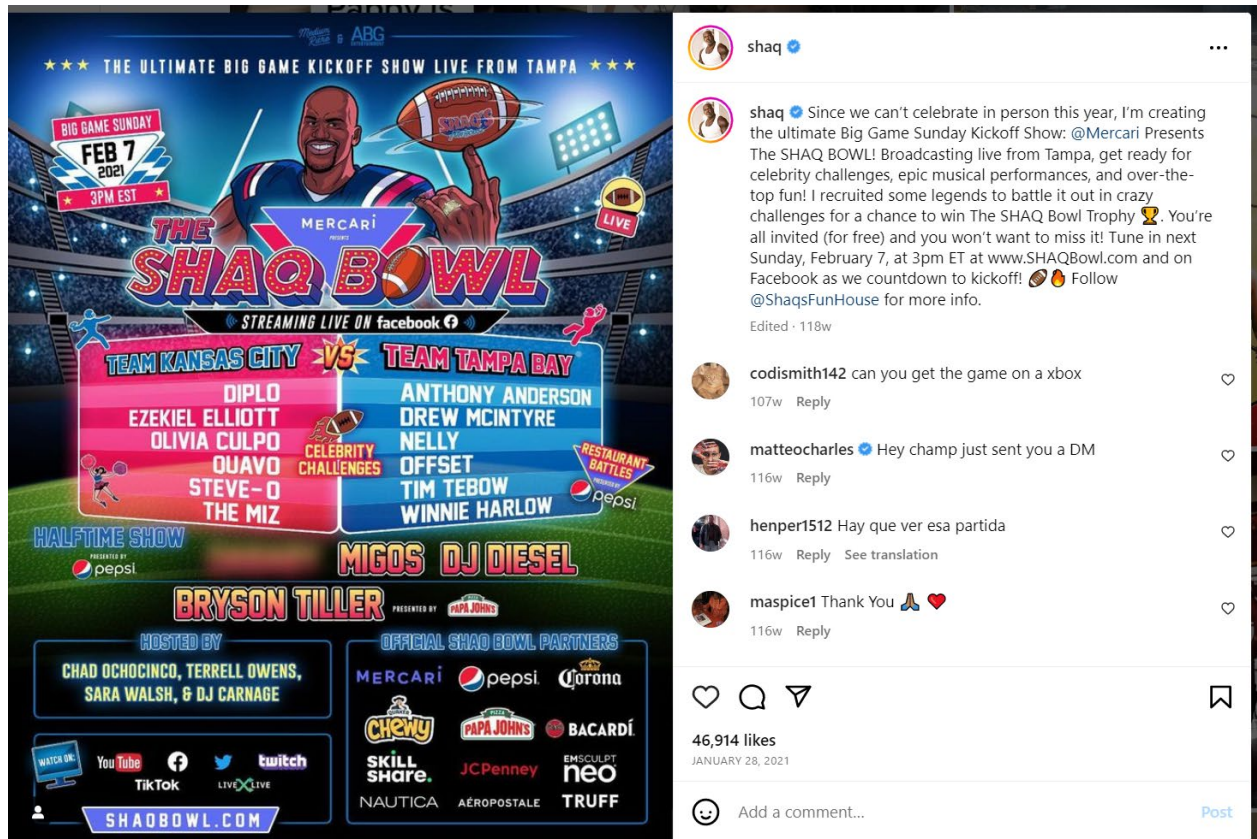 Medium Rare & ABG ENTERTAINMENT
★★★ THE ULTIMATE BIG GAME KICKOFF SHOW LIVE FROM TAMPA ★★★
BIG GAME SUNDAY
FEB 7
2021
3PM EST
SHAQ'S
LIVE
MERCARI
PRESENTS
THE
SHAQ BOWL
STREAMING LIVE ON facebook
TEAM KANSAS CITY VS TEAM TAMPA BAY
DIPLO
EZEKIEL ELLIOTT
OLIVIA CULPO
QUAVO
STEVE-O
THE MIZ
CELEBRITY
CHALLENGES
ANTHONY ANDERSON
DREW MCINTYRE
NELLY
OFFSET
TIM TEBOW
WINNIE HARLOW
RESTAURANT
BATTLES
PRESENTED BY
pepsi
HALFTIME SHOW
PRESENTED BY
pepsi
MIGOS DJ DIESEL
BRYSON TILLER PRESENTED BY PAPA JOHN'S
HOSTED BY
CHAD OCHOCINCO, TERRELL OWENS,
SARA WALSH, & DJ CARNAGE
OFFICIAL SHAQ BOWL PARTNERS
MERCARI pepsi. Corona
QUAKER CHEWY PIZZA PAPA JOHN'S BACARDÍ.
SKILL SHARE. JCPenney EMSCULPT neo
NAUTICA AÉROPOSTALE TRUFF
WATCH ON:
YouTube twitch
TikTok LIVEXLIVE
SHAQBOWL.COM
shaq
shaq Since we can't celebrate in person this year, I'm creating
the ultimate Big Game Sunday Kickoff Show: @Mercari Presents
The SHAQ BOWL! Broadcasting live from Tampa, get ready for
celebrity challenges, epic musical performances, and over-the-
top fun! I recruited some legends to battle it out in crazy
challenges for a chance to win The SHAQ Bowl Trophy 🏆. You're
all invited (for free) and you won't want to miss it! Tune in next
Sunday, February 7, at 3pm ET at www.SHAQBowl.com and on
Facebook as we countdown to kickoff! 🏈🔥 Follow
@ShaqsFunHouse for more info.
Edited · 118w
codismith142 can you get the game on a xbox
107w Reply
matteocharles Hey champ just sent you a DM
116w Reply
henper1512 Hay que ver esa partida
116w Reply See translation
maspice1 Thank You 🙏 ❤️
116w Reply
46,914 likes
JANUARY 28, 2021
Add a comment... Post